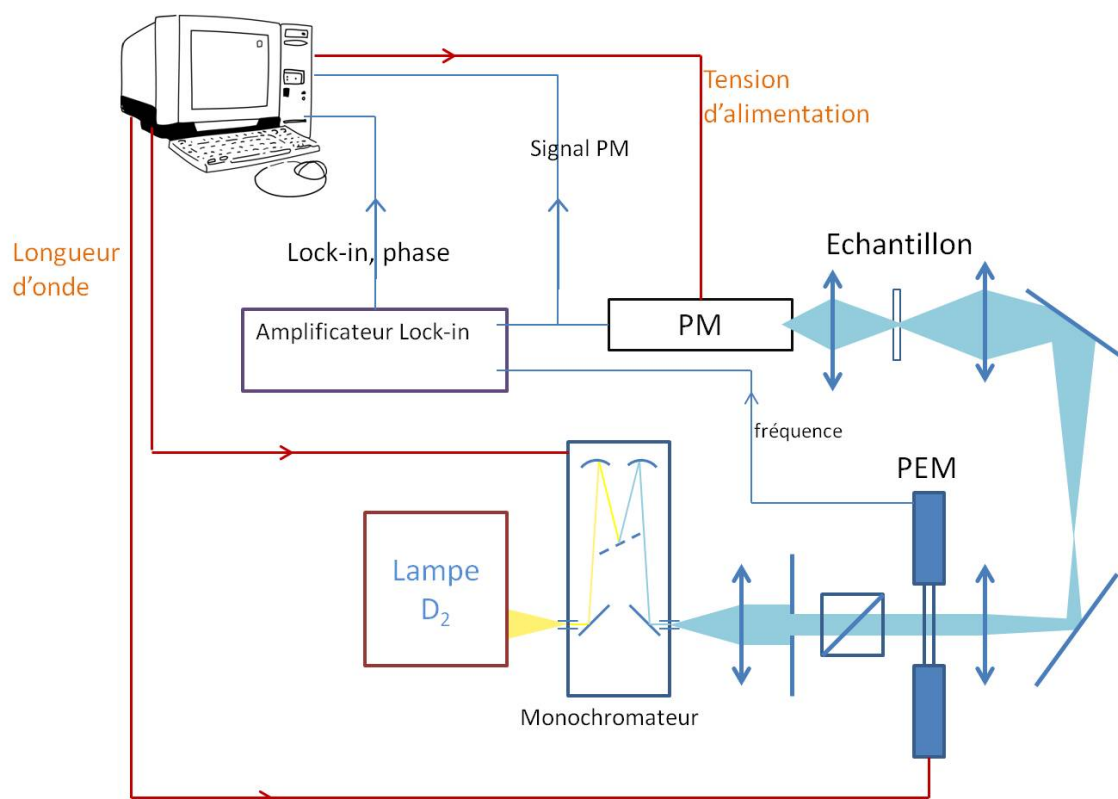 Tension
d'alimentation
Signal PM
Longueur
d'onde
Lock-in, phase
Echantillon
Amplificateur Lock-in
PM
fréquence
PEM
Lampe
D₂
Monochromateur